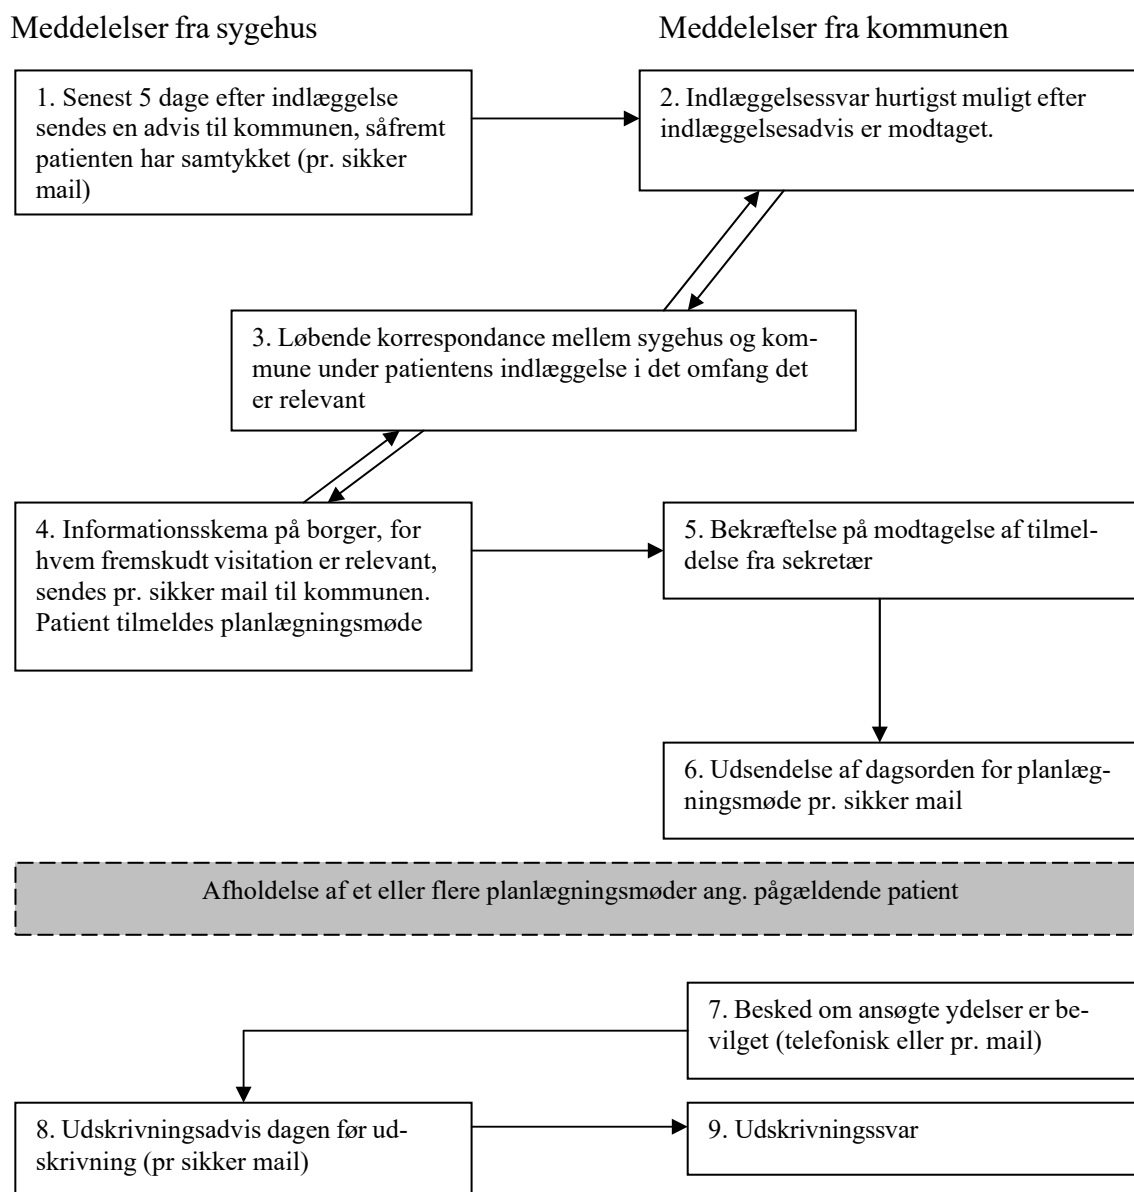 Meddelelser fra sygehus
Meddelelser fra kommunen
1. Senest 5 dage efter indlæggelse
sendes en advis til kommunen, såfremt
patienten har samtykket (pr. sikker
mail)
2. Indlæggelsessvar hurtigst muligt efter
indlæggelsesadvis er modtaget.
3. Løbende korrespondance mellem sygehus og kom-
mune under patientens indlæggelse i det omfang det
er relevant
4. Informationsskema på borger, for
hvem fremskudt visitation er relevant,
sendes pr. sikker mail til kommunen.
Patient tilmeldes planlægningsmøde
5. Bekræftelse på modtagelse af tilmel-
delse fra sekretær
6. Udsendelse af dagsorden for planlæg-
ningsmøde pr. sikker mail
Afholdelse af et eller flere planlægningsmøder ang. pågældende patient
7. Besked om ansøgte ydelser er be-
vilget (telefonisk eller pr. mail)
8. Udskrivningsadvis dagen før ud-
skrivning (pr sikker mail)
9. Udskrivningssvar